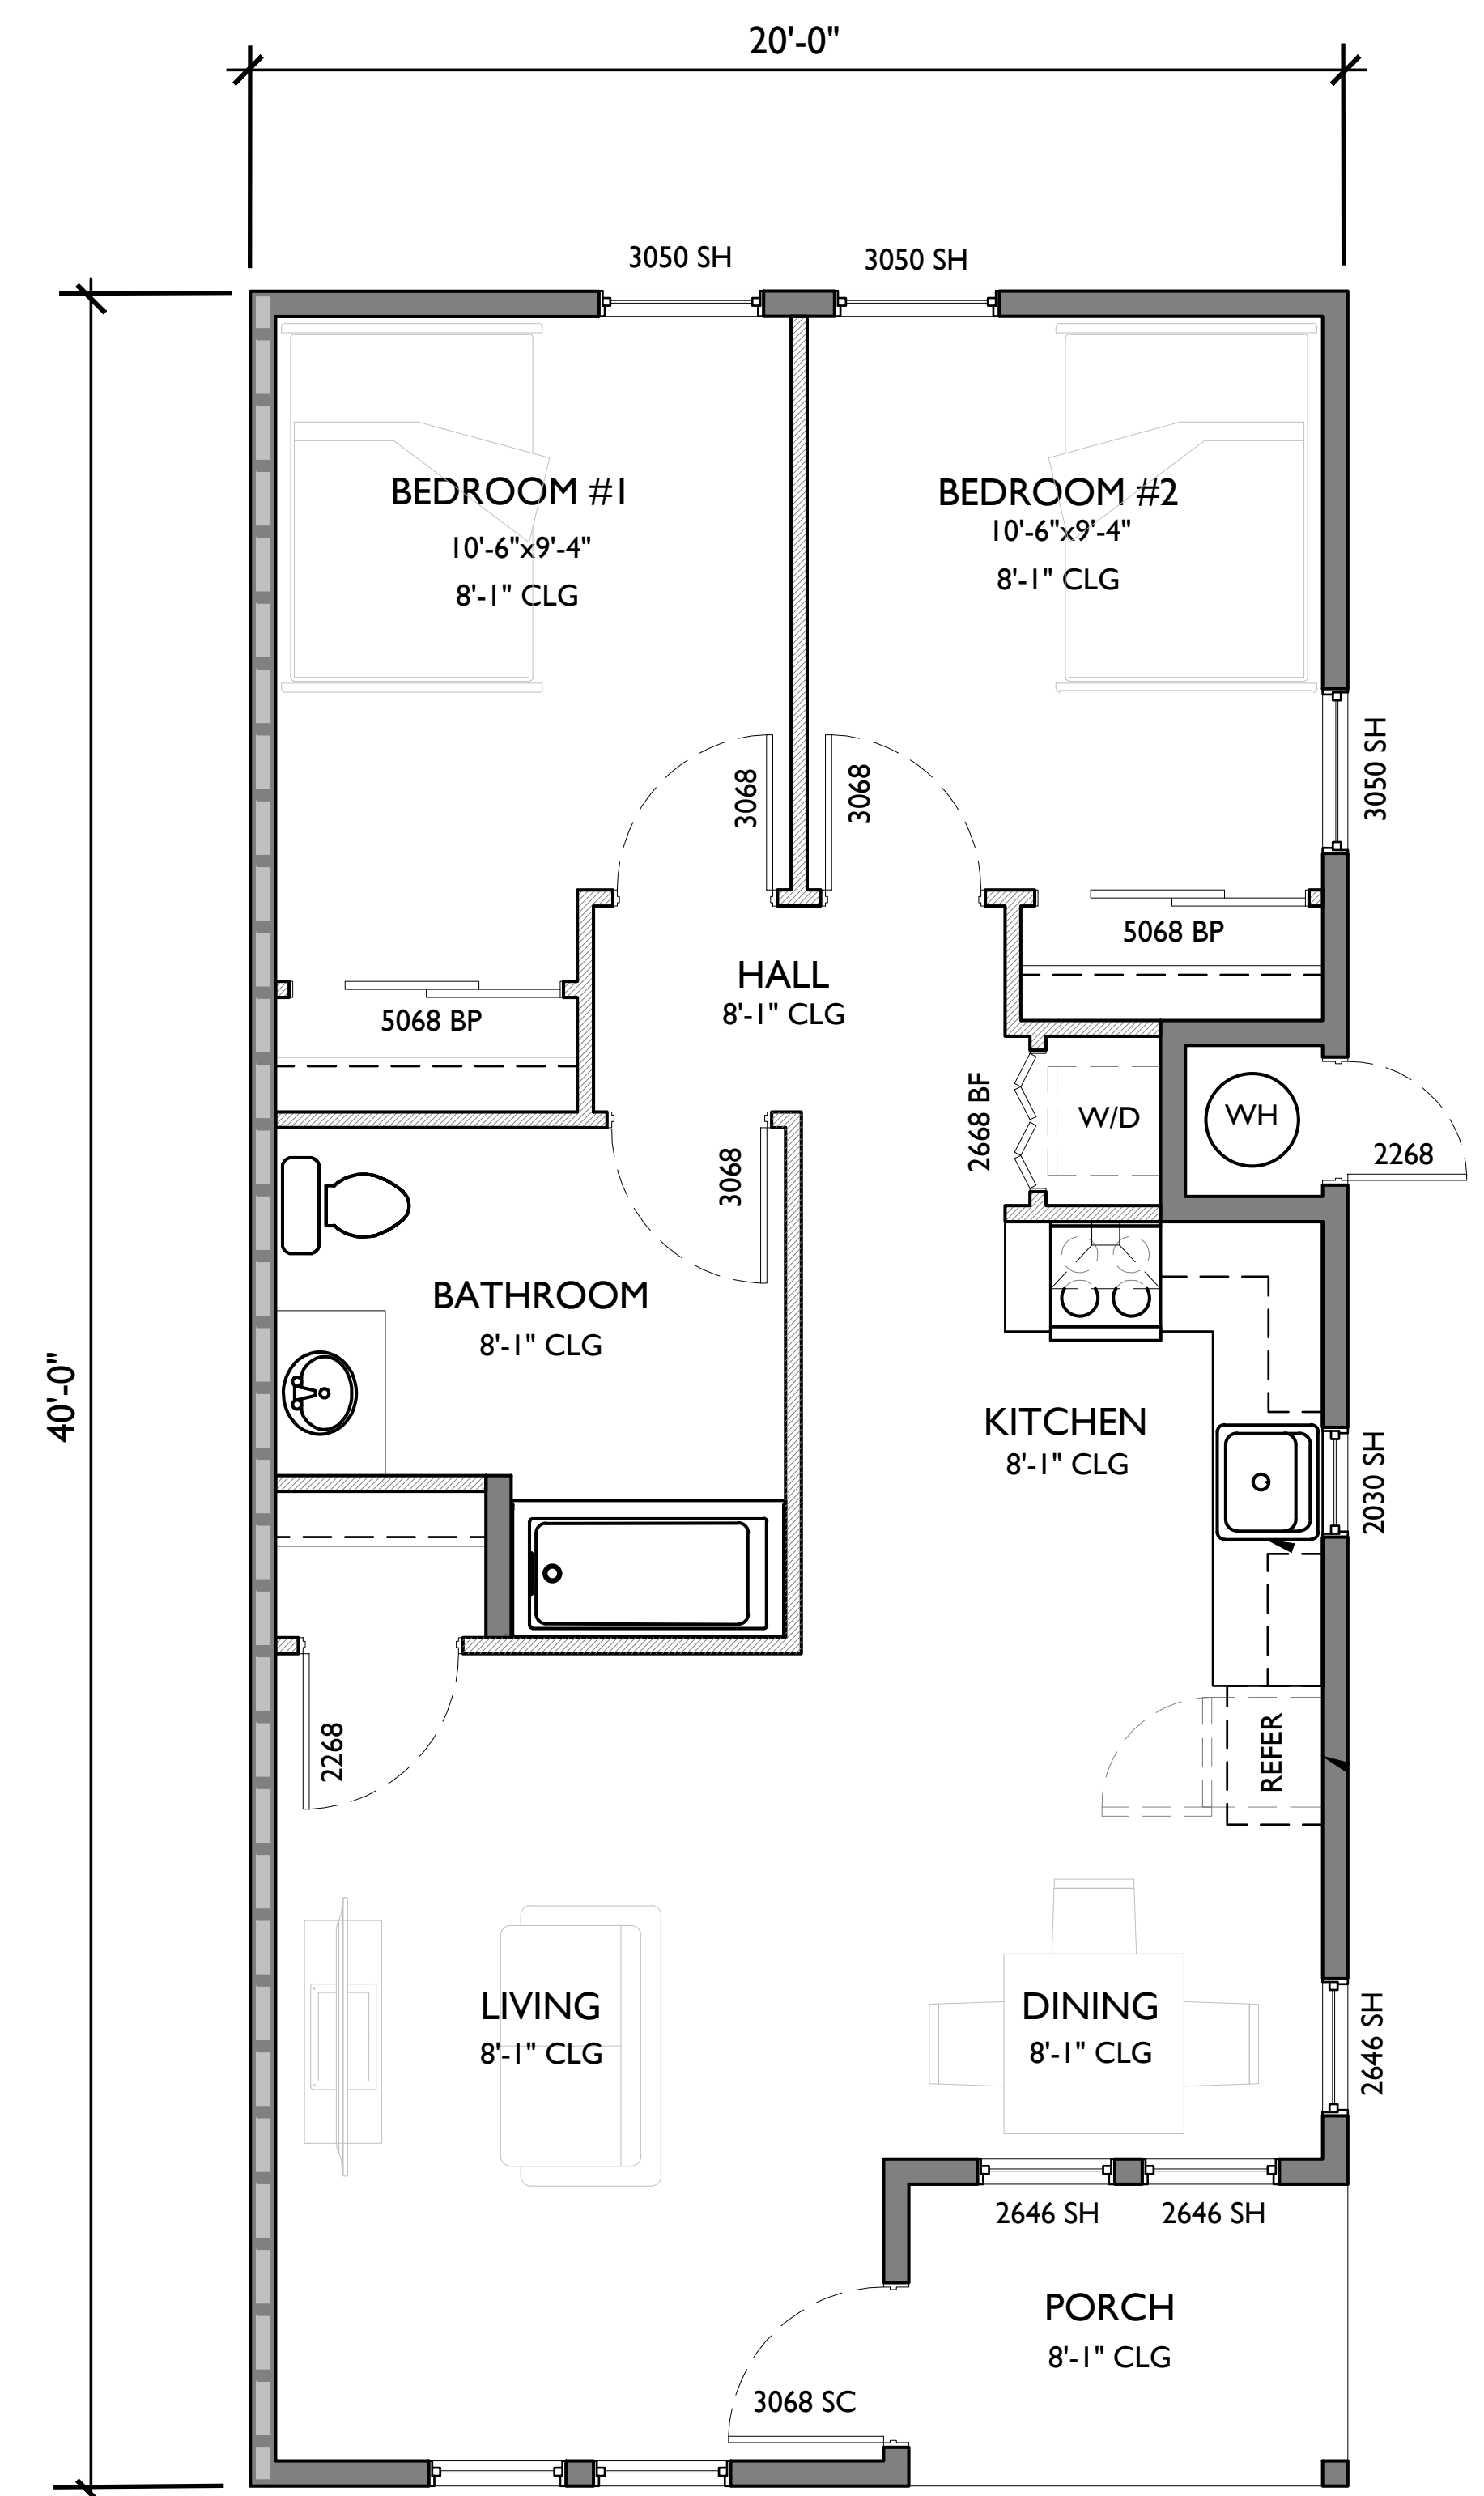 20'-0"
3050 SH
3050 SH
BEDROOM #1
10'-6"x9'-4"
8'-1" CLG
BEDROOM #2
10'-6"x9'-4"
8'-1" CLG
3050 SH
3068
3068
5068 BP
HALL
8'-1" CLG
5068 BP
2668 BF
W/D
WH
2268
3068
BATHROOM
8'-1" CLG
40'-0"
KITCHEN
8'-1" CLG
2030 SH
2268
REFER
LIVING
8'-1" CLG
DINING
8'-1" CLG
2646 SH
2646 SH
2646 SH
PORCH
8'-1" CLG
3068 SC